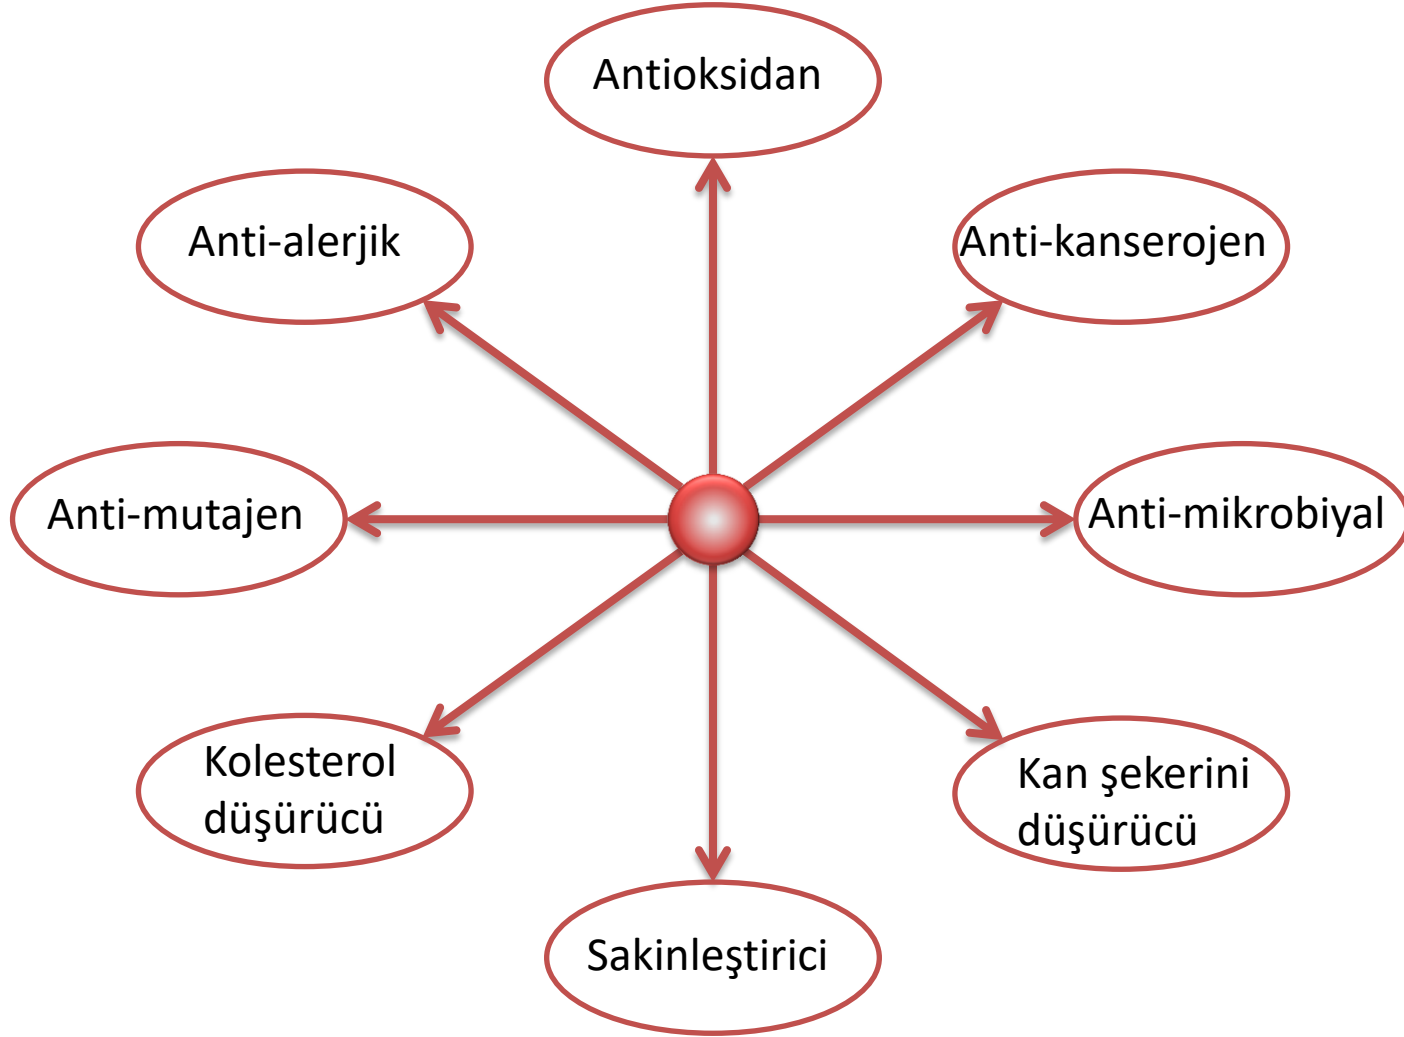 Antioksidan
Anti-alerjik
Anti-kanserojen
Anti-mutajen
Anti-mikrobiyal
Kolesterol
düşürücü
Kan şekerini
düşürücü
Sakinleştirici